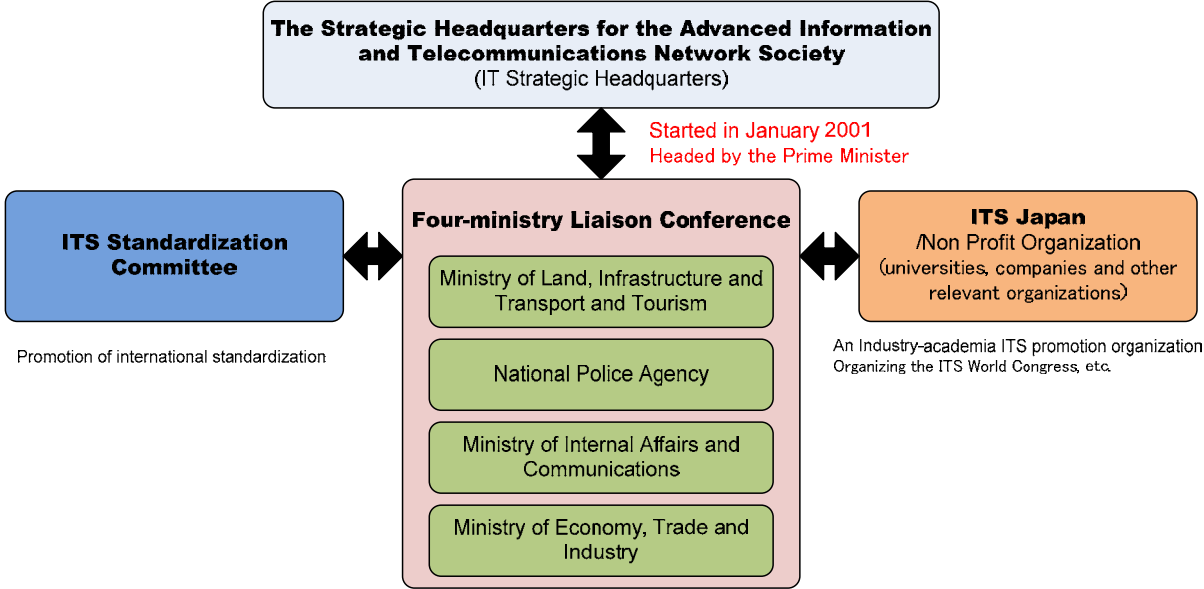 The Strategic Headquarters for the Advanced Information
and Telecommunications Network Society
(IT Strategic Headquarters)
Started in January 2001
Headed by the Prime Minister
ITS Standardization
Committee
Promotion of international standardization
Four-ministry Liaison Conference
Ministry of Land, Infrastructure and
Transport and Tourism
National Police Agency
Ministry of Internal Affairs and
Communications
Ministry of Economy, Trade and
Industry
ITS Japan
/Non Profit Organization
(universities, companies and other
relevant organizations)
An Industry-academia ITS promotion organization
Organizing the ITS World Congress, etc.